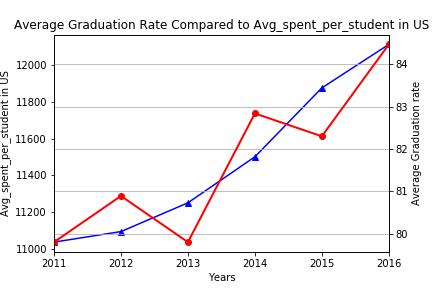 Average Graduation Rate Compared to Avg_spent_per_student in US
12000
11800
11600
11400
11200
11000
Avg_spent_per_student in US
84
83
82
81
80
Average Graduation rate
2011 2012 2013 2014 2015 2016
Years